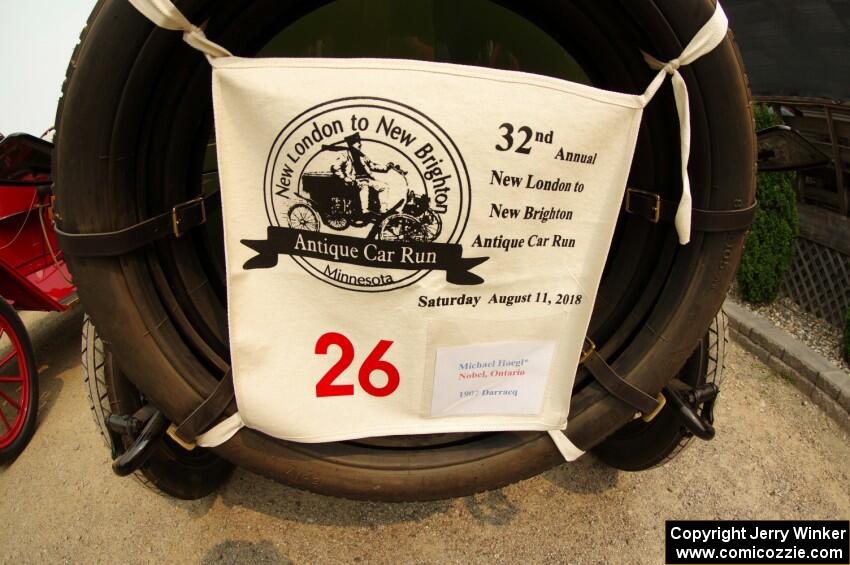 New London to New Brighton
Antique Car Run
Minnesota
32nd Annual
New London to
New Brighton
Antique Car Run
Saturday August 11, 2018
26
Michael Hoegl*
Nobel, Ontario
1907 Darracq
Copyright Jerry Winker
www.comicozzie.com